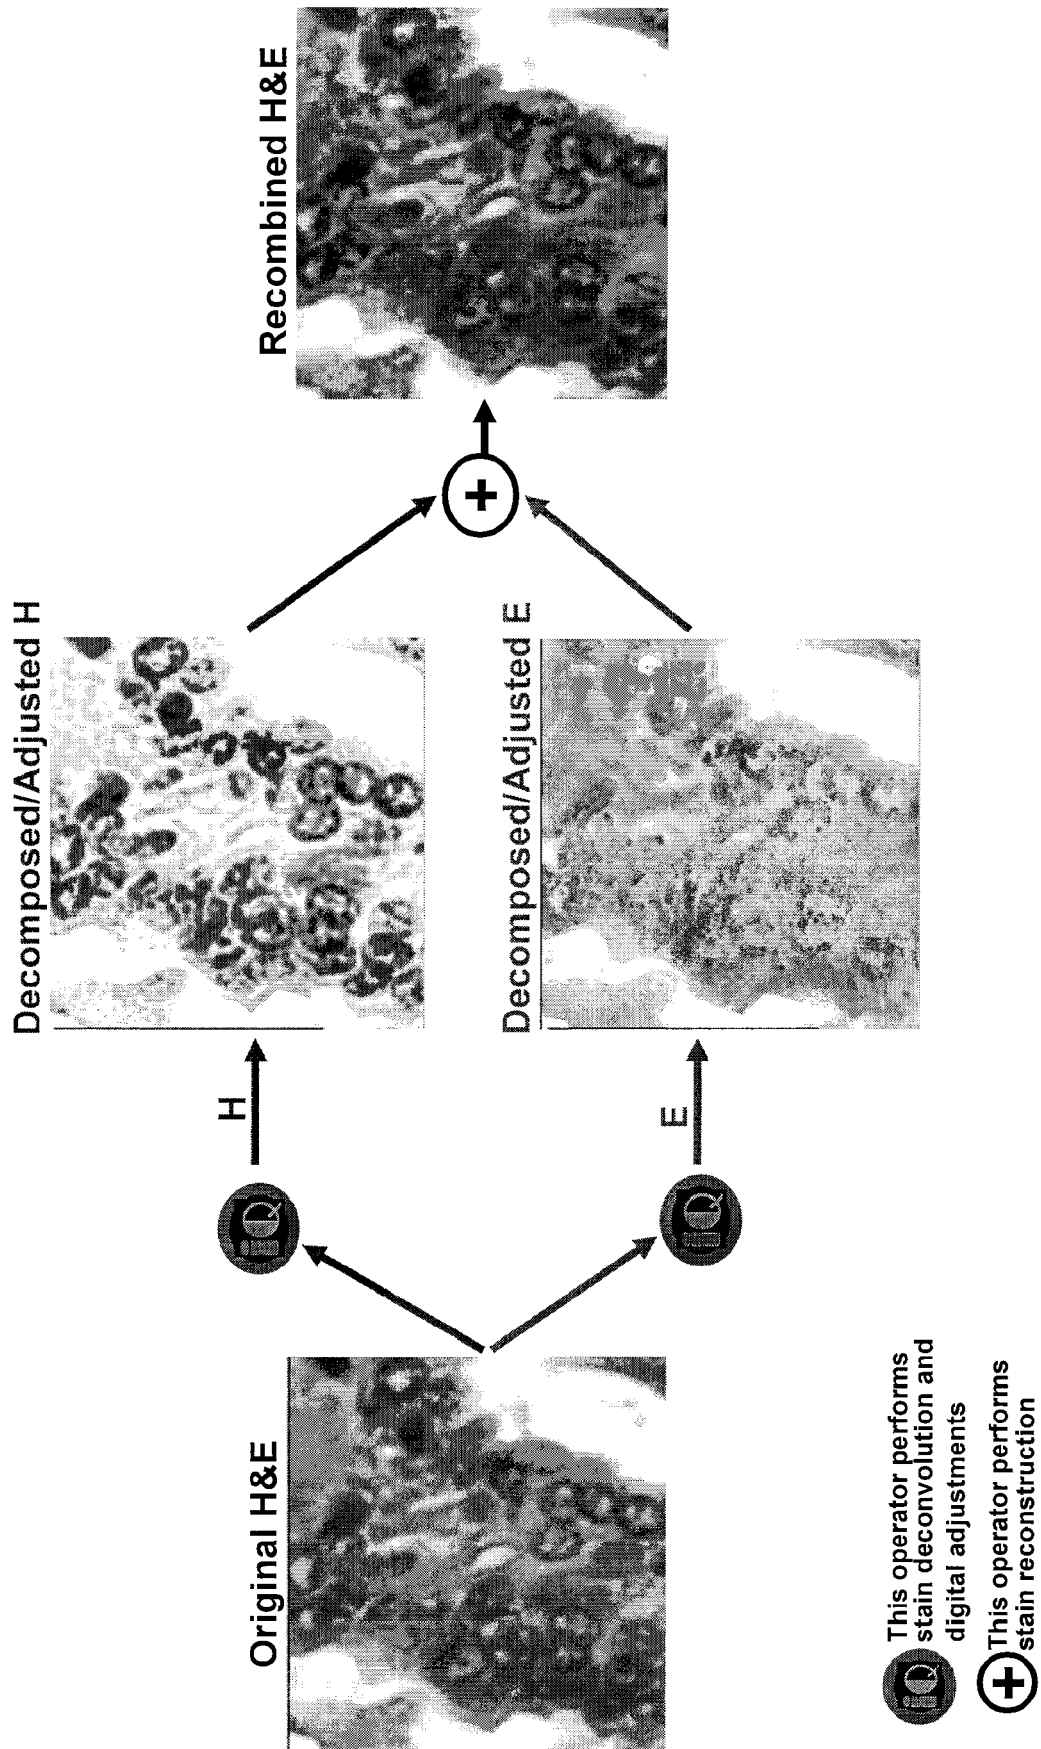 Original H&E
H
E
Decomposed/Adjusted H
Decomposed/Adjusted E
+
Recombined H&E
IQ
This operator performs
stain deconvolution and
digital adjustments
+
This operator performs
stain reconstruction